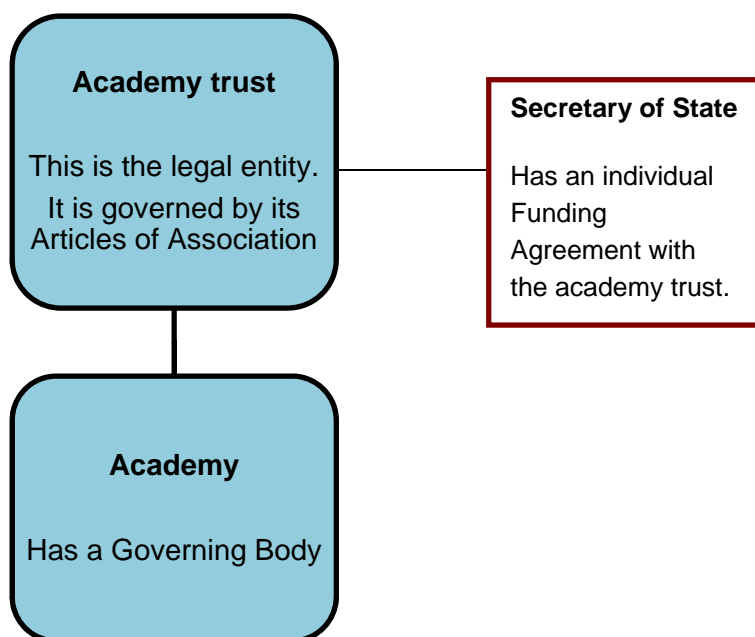 Academy trust
This is the legal entity.
It is governed by its
Articles of Association
Secretary of State
Has an individual
Funding
Agreement with
the academy trust.
Academy
Has a Governing Body